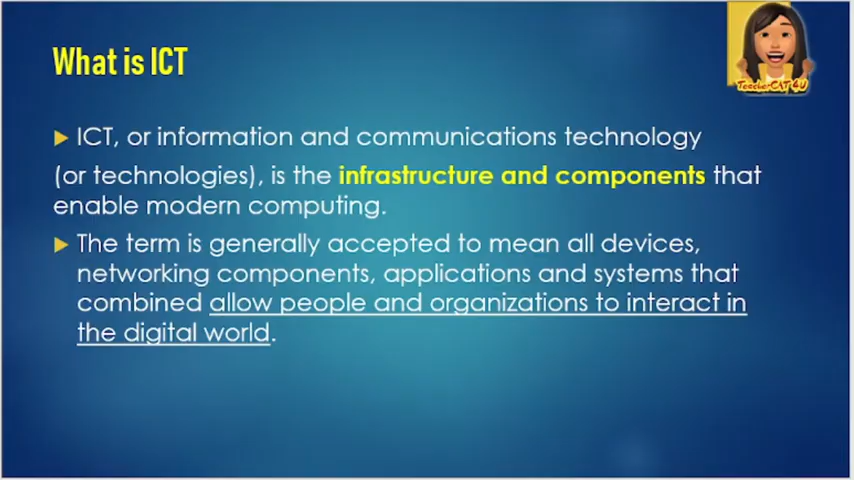 What is ICT
TeacherCAT 4U
ICT, or information and communications technology
(or technologies), is the infrastructure and components that
enable modern computing.
The term is generally accepted to mean all devices,
networking components, applications and systems that
combined allow people and organizations to interact in
the digital world.